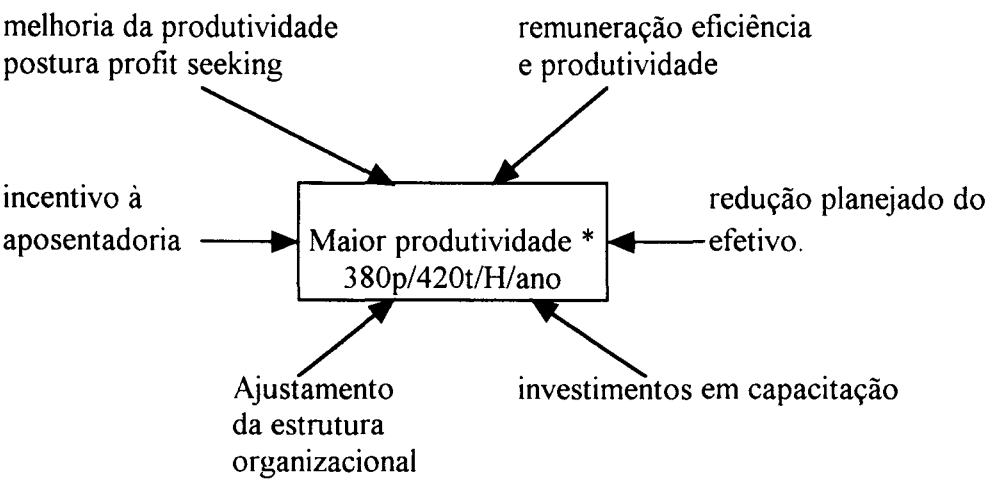 melhoria da produtividade
postura profit seeking
remuneração eficiência
e produtividade
incentivo à
aposentadoria
Maior produtividade *
380p/420t/H/ano
redução planejado do
efetivo.
Ajustamento
da estrutura
organizacional
investimentos em capacitação